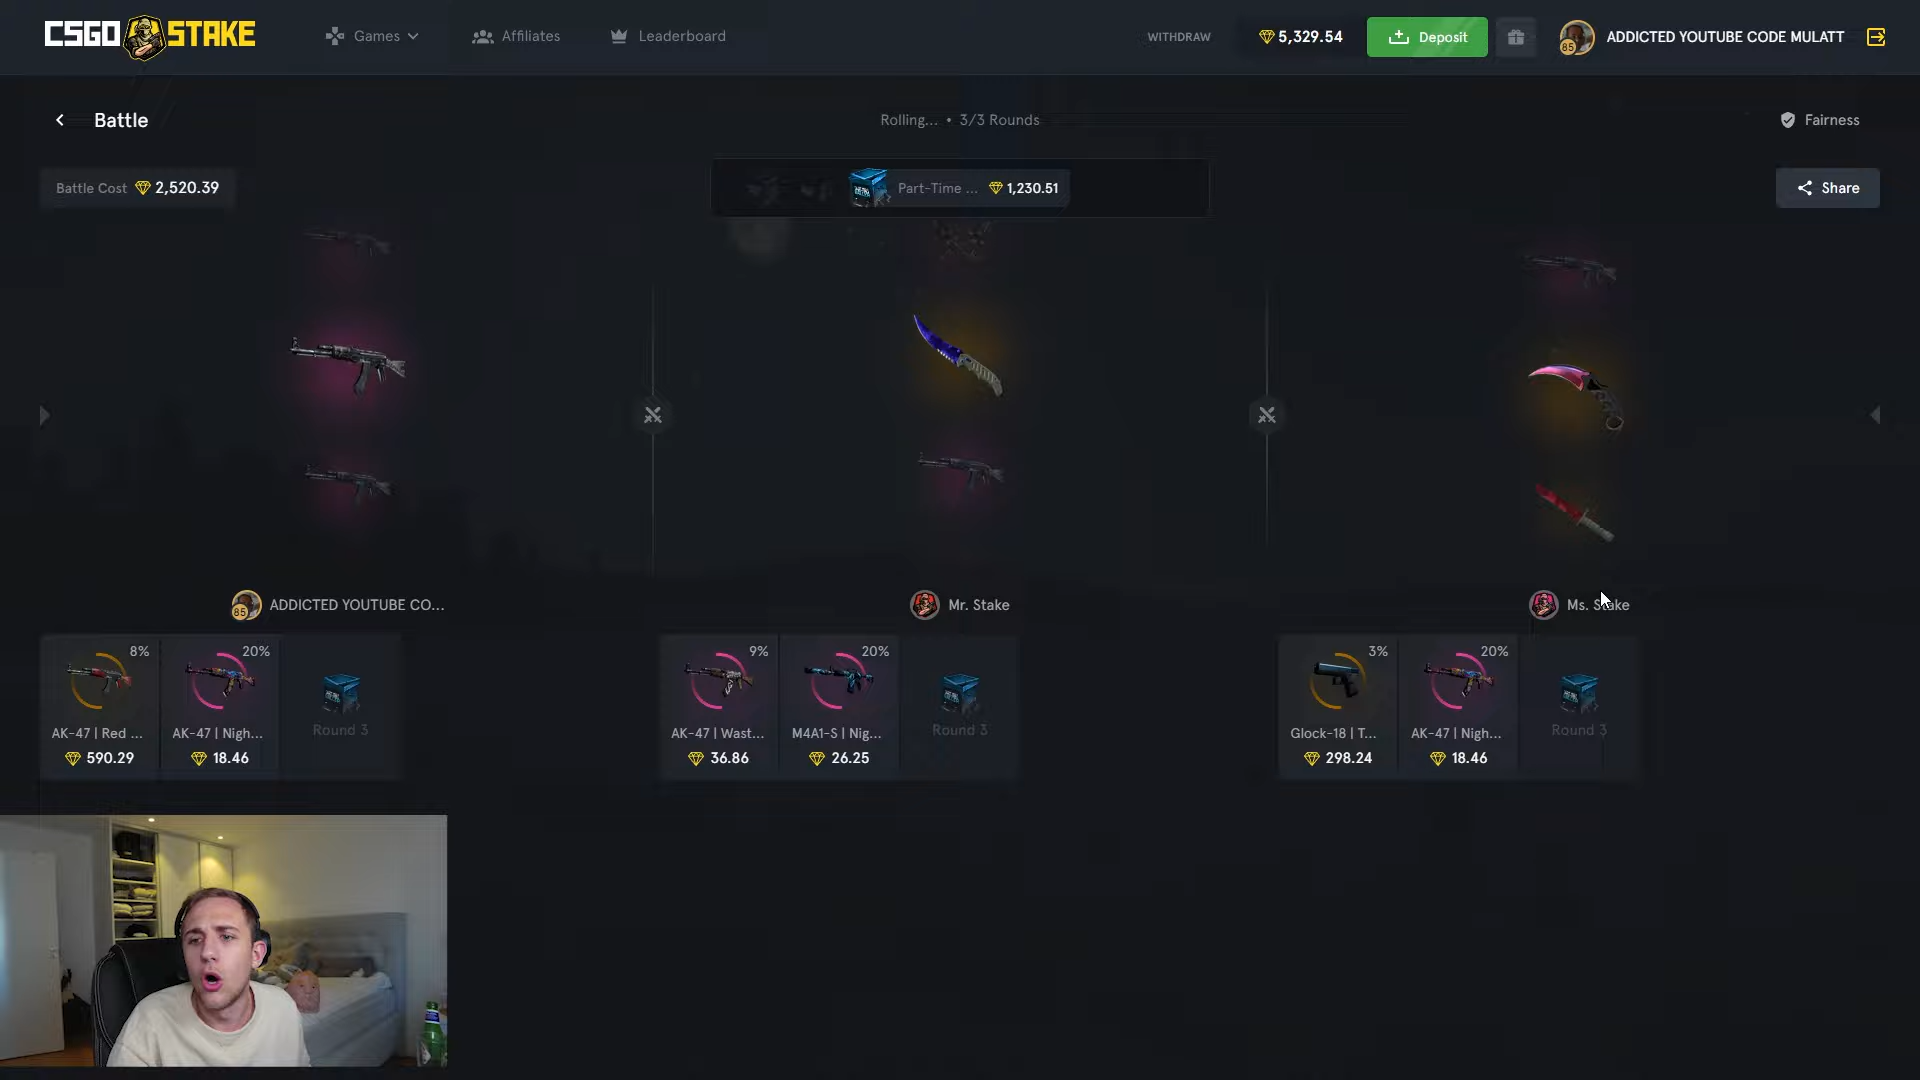 CSGO STAKE
Games
Affiliates
Leaderboard
WITHDRAW
5,329.54
Deposit
85
ADDICTED YOUTUBE CODE MULATT
Battle
Rolling... • 3/3 Rounds
Fairness
Battle Cost 2,520.39
Part-Time ... 1,230.51
Share
85
ADDICTED YOUTUBE CO...
Mr. Stake
Ms. Stake
8%
AK-47 | Red ...
590.29
20%
AK-47 | Nigh...
18.46
Round 3
9%
AK-47 | Wast...
36.86
20%
M4A1-S | Nig...
26.25
Round 3
3%
Glock-18 | T...
298.24
20%
AK-47 | Nigh...
18.46
Round 3